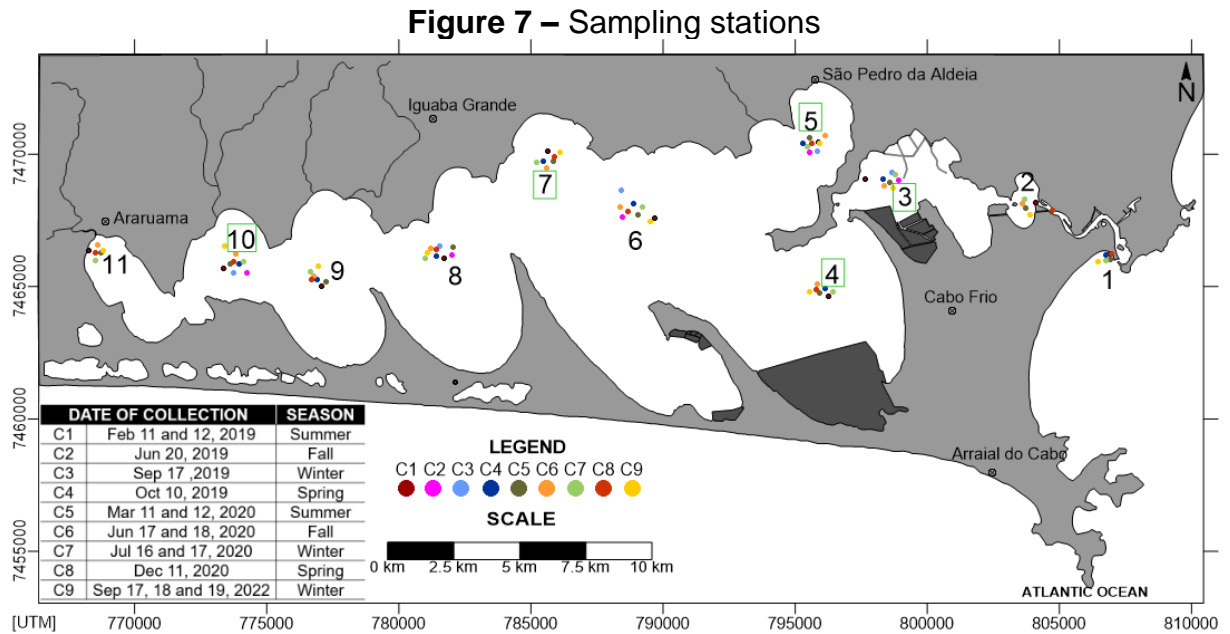 Figure 7 – Sampling stations
São Pedro da Aldeia
N
Iguaba Grande
5
7470000
7
3
2
Araruama
10
6
11
9
8
4
1
7465000
Cabo Frio
7460000
DATE OF COLLECTION SEASON
C1 Feb 11 and 12, 2019 Summer
C2 Jun 20, 2019 Fall
C3 Sep 17 ,2019 Winter
C4 Oct 10, 2019 Spring
C5 Mar 11 and 12, 2020 Summer
C6 Jun 17 and 18, 2020 Fall
C7 Jul 16 and 17, 2020 Winter
C8 Dec 11, 2020 Spring
C9 Sep 17, 18 and 19, 2022 Winter
LEGEND
C1 C2 C3 C4 C5 C6 C7 C8 C9
SCALE
0 km 2.5 km 5 km 7.5 km 10 km
Arraial do Cabo
7455000
ATLANTIC OCEAN
[UTM] 770000 775000 780000 785000 790000 795000 800000 805000 810000